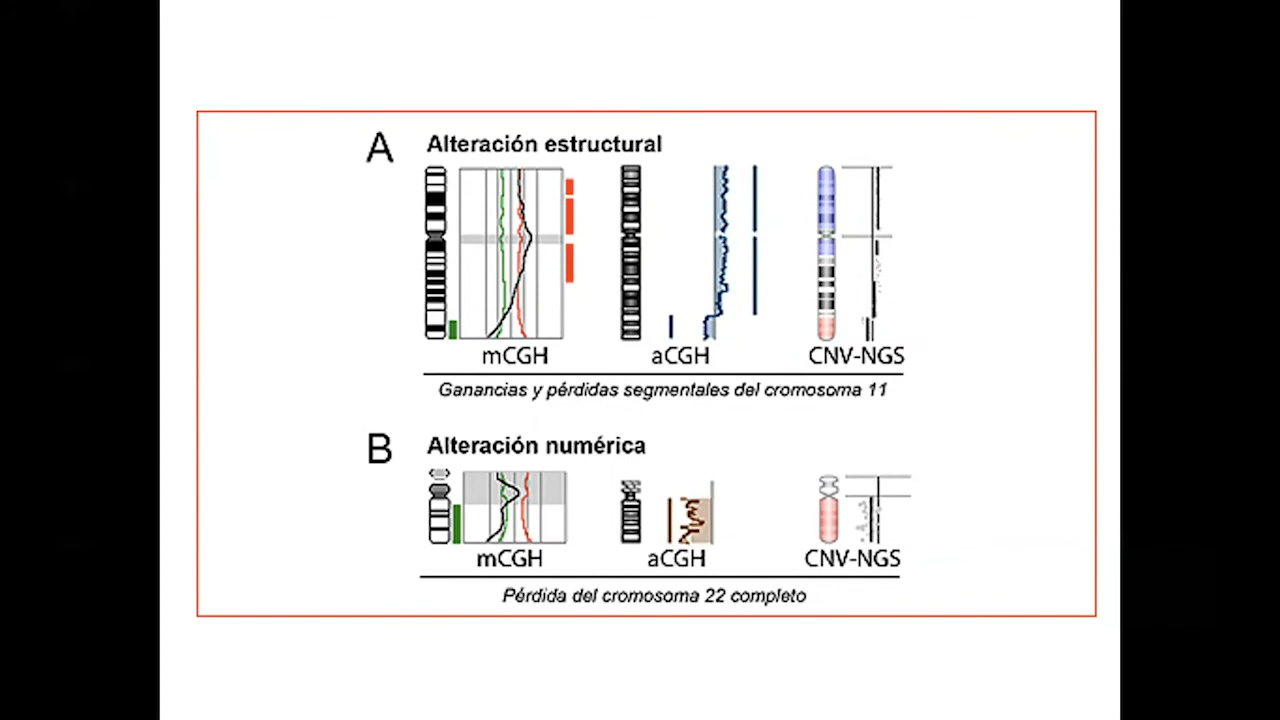 A Alteración estructural
mCGH aCGH CNV-NGS
Ganancias y pérdidas segmentales del cromosoma 11
B Alteración numérica
mCGH aCGH CNV-NGS
Pérdida del cromosoma 22 completo